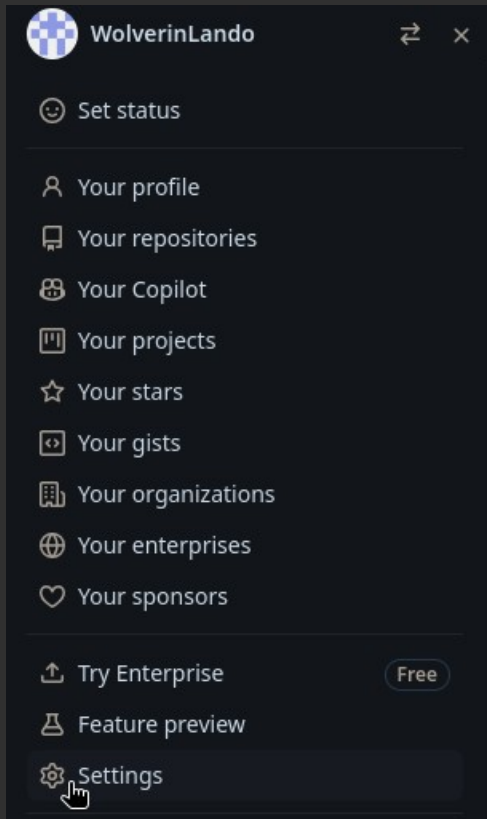 WolverinLando
Set status
Your profile
Your repositories
Your Copilot
Your projects
Your stars
Your gists
Your organizations
Your enterprises
Your sponsors
Try Enterprise Free
Feature preview
Settings